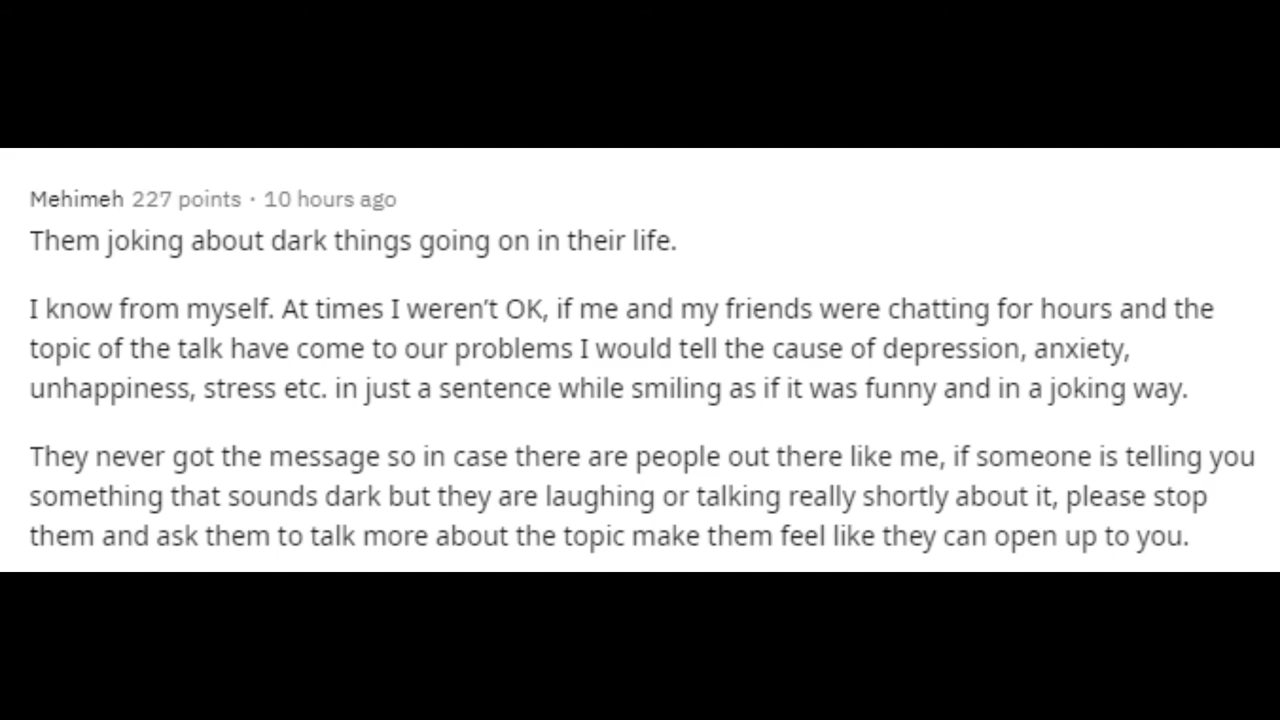 Mehimeh 227 points · 10 hours ago
Them joking about dark things going on in their life.
I know from myself. At times I weren't OK, if me and my friends were chatting for hours and the
topic of the talk have come to our problems I would tell the cause of depression, anxiety,
unhappiness, stress etc. in just a sentence while smiling as if it was funny and in a joking way.
They never got the message so in case there are people out there like me, if someone is telling you
something that sounds dark but they are laughing or talking really shortly about it, please stop
them and ask them to talk more about the topic make them feel like they can open up to you.